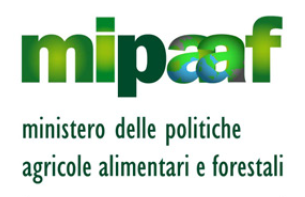 mipaaf
ministero delle politiche
agricole alimentari e forestali